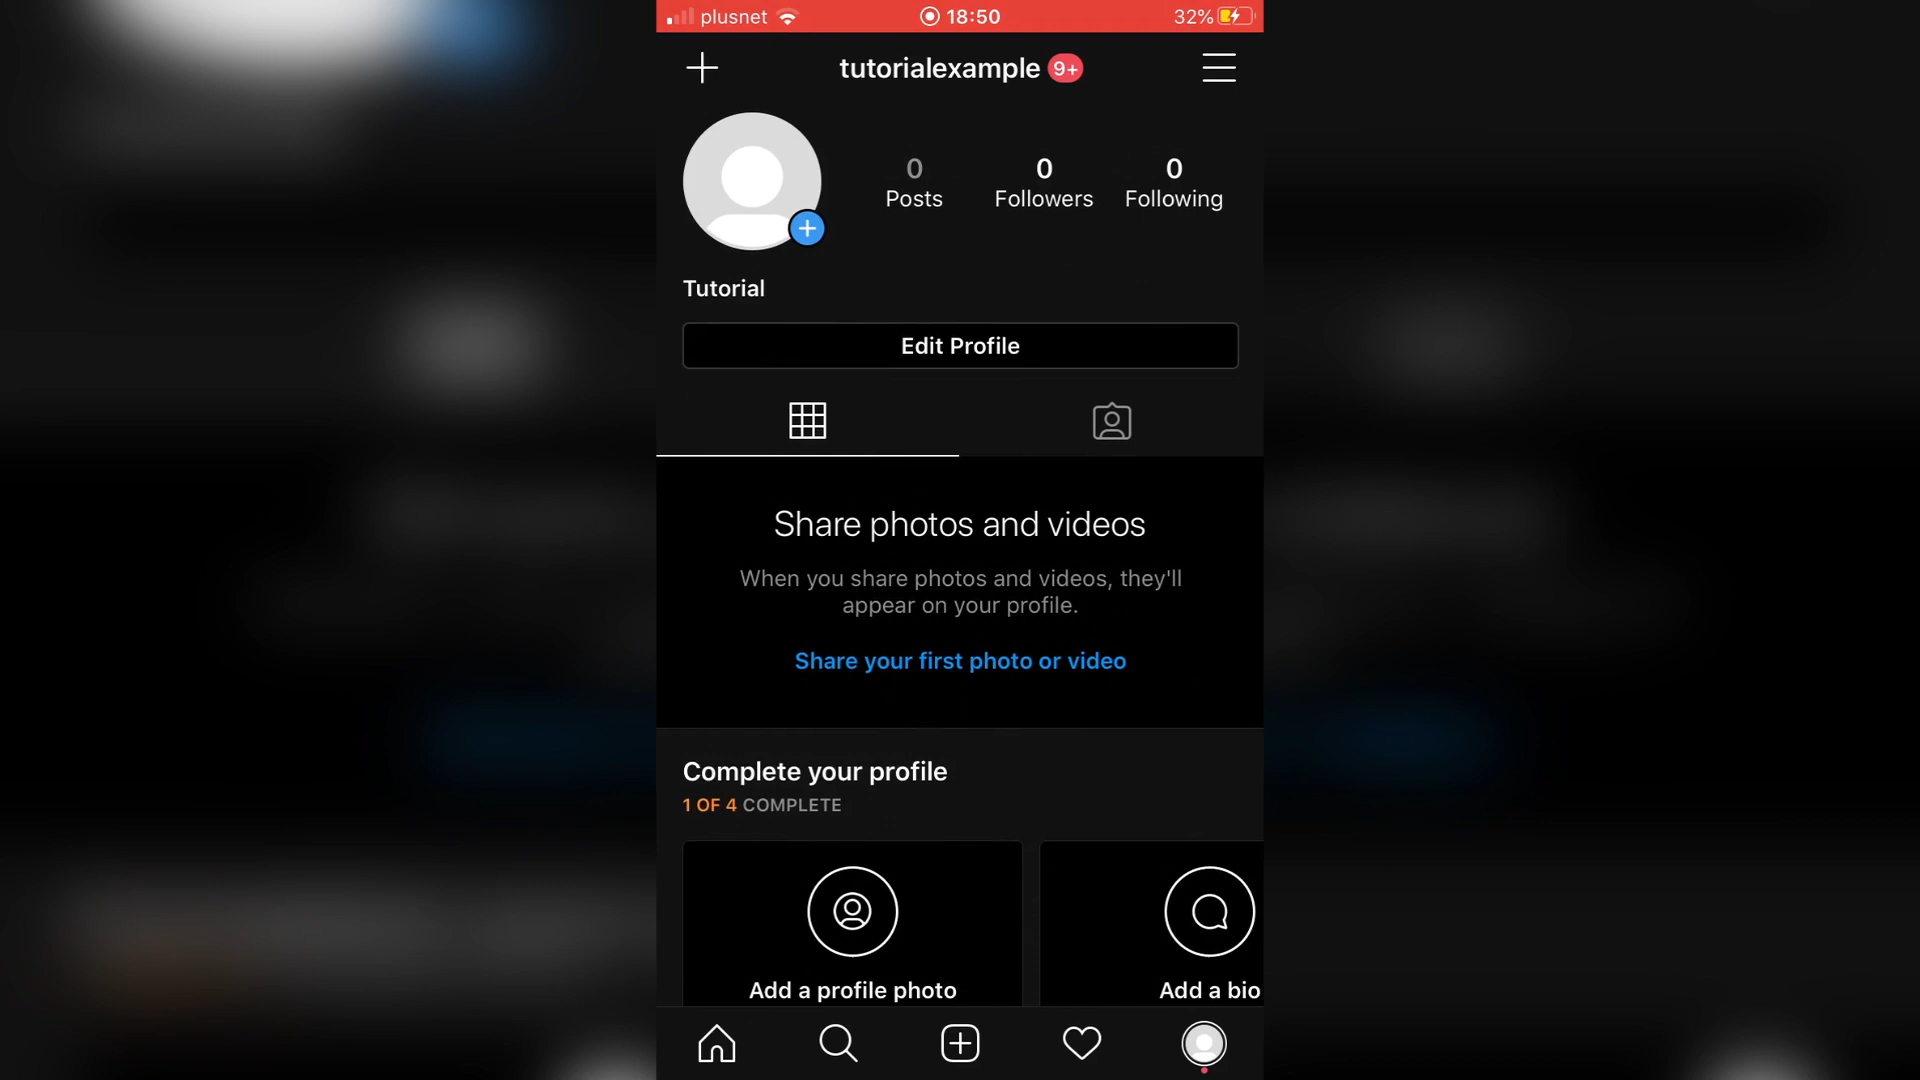 plusnet 18:50 32%
tutorialexample 9+
0 0 0
Posts Followers Following
Tutorial
Edit Profile
Share photos and videos
When you share photos and videos, they'll
appear on your profile.
Share your first photo or video
Complete your profile
1 OF 4 COMPLETE
Add a profile photo Add a bio